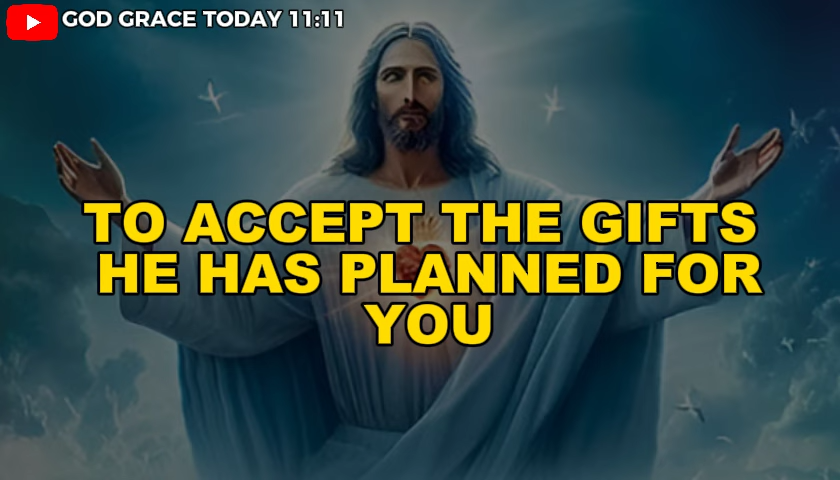 GOD GRACE TODAY 11:11
TO ACCEPT THE GIFTS
HE HAS PLANNED FOR
YOU